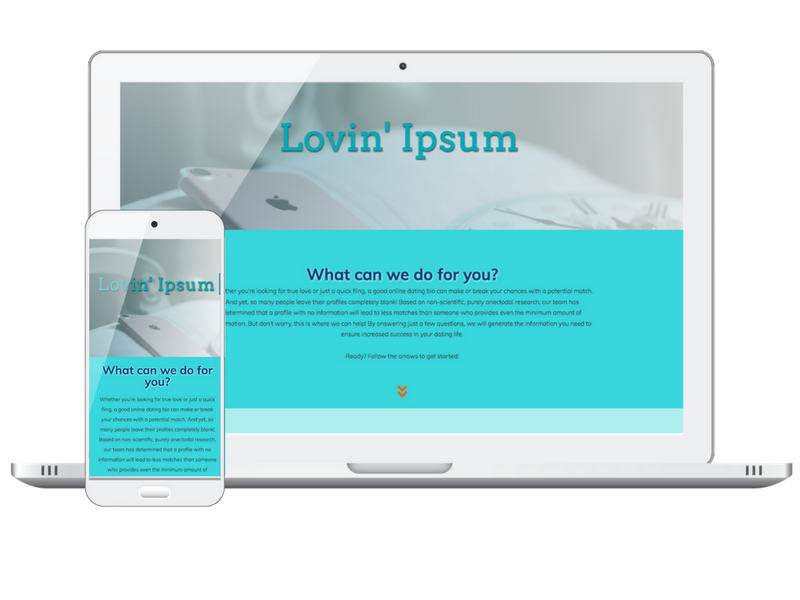 Lovin' Ipsum
What can we do for you?
ther you're looking for true love or just a quick fling, a good online dating bio can make or break your chances with a potential match.
And yet, so many people leave their profiles completely blank! Based on non-scientific, purely anectodal research, our team has
etermined that a profile with no information will lead to less matches than someone who provides even the minimum amount of
mation. But don't worry, this is where we can help! By answering just a few questions, we will generate the information you need to
ensure increased success in your dating life.
Ready? Follow the arrows to get started!
Lovin' Ipsum
What can we do for
you?
Whether you're looking for true love or just a quick
fling, a good online dating bio can make or break
your chances with a potential match. And yet, so
many people leave their profiles completely blank!
Based on non-scientific, purely anectodal research,
our team has determined that a profile with no
information will lead to less matches than someone
who provides even the minimum amount of